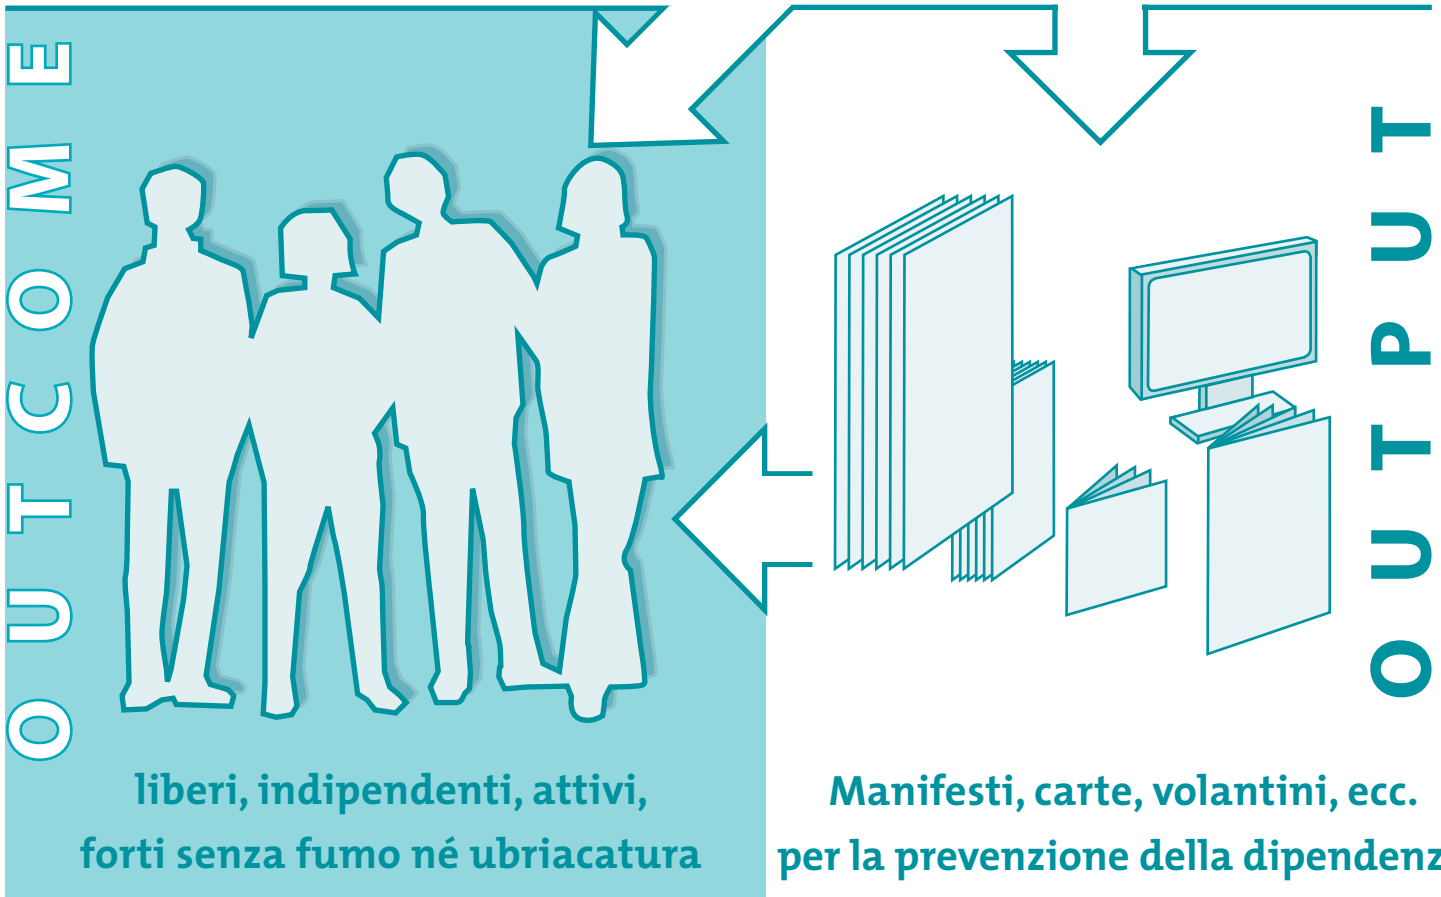 OUTCOME
liberi, indipendenti, attivi,
forti senza fumo né ubriacatura
OUTPUT
Manifesti, carte, volantini, ecc.
per la prevenzione della dipendenz